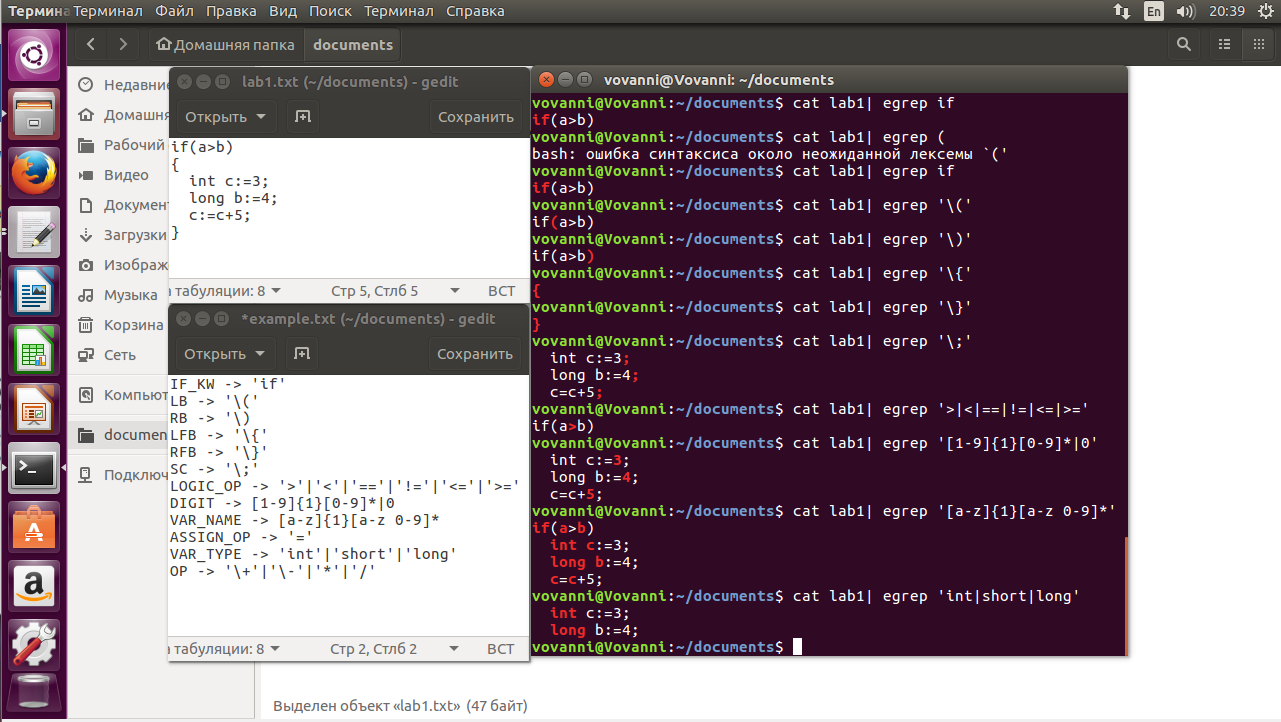 Термина Терминал Файл Правка Вид Поиск Терминал Справка En 20:39
Домашняя папка documents
Недавни
Домашня
Рабочий
Видео
Докумен
Загрузки
Изображ
Музыка
Корзина
Сеть
Компьют
documen
Подключ
lab1.txt (~/documents) - gedit
Открыть Сохранить
if(a>b)
{
  int c:=3;
  long b:=4;
  c:=c+5;
}
а табуляции: 8 Стр 5, Стлб 5 ВСТ
*example.txt (~/documents) - gedit
Открыть Сохранить
IF_KW -> 'if'
LB -> '\('
RB -> '\)
LFB -> '\{'
RFB -> '\}'
SC -> '\;'
LOGIC_OP -> '>'|'<'|'=='|'!='|'<='|'>='
DIGIT -> [1-9]{1}[0-9]*|0
VAR_NAME -> [a-z]{1}[a-z 0-9]*
ASSIGN_OP -> '='
VAR_TYPE -> 'int'|'short'|'long'
OP -> '\+'|'\-'|'*'|'/'
а табуляции: 8 Стр 2, Стлб 2 ВСТ
vovanni@Vovanni: ~/documents
vovanni@Vovanni:~/documents$ cat lab1| egrep if
if(a>b)
vovanni@Vovanni:~/documents$ cat lab1| egrep (
bash: ошибка синтаксиса около неожиданной лексемы `('
vovanni@Vovanni:~/documents$ cat lab1| egrep if
if(a>b)
vovanni@Vovanni:~/documents$ cat lab1| egrep '\('
if(a>b)
vovanni@Vovanni:~/documents$ cat lab1| egrep '\)'
if(a>b)
vovanni@Vovanni:~/documents$ cat lab1| egrep '\{'
{
vovanni@Vovanni:~/documents$ cat lab1| egrep '\}'
}
vovanni@Vovanni:~/documents$ cat lab1| egrep '\;'
  int c:=3;
  long b:=4;
  c=c+5;
vovanni@Vovanni:~/documents$ cat lab1| egrep '>|<|==|!=|<=|>='
if(a>b)
vovanni@Vovanni:~/documents$ cat lab1| egrep '[1-9]{1}[0-9]*|0'
  int c:=3;
  long b:=4;
  c=c+5;
vovanni@Vovanni:~/documents$ cat lab1| egrep '[a-z]{1}[a-z 0-9]*'
if(a>b)
  int c:=3;
  long b:=4;
  c=c+5;
vovanni@Vovanni:~/documents$ cat lab1| egrep 'int|short|long'
  int c:=3;
  long b:=4;
vovanni@Vovanni:~/documents$
Выделен объект «lab1.txt» (47 байт)